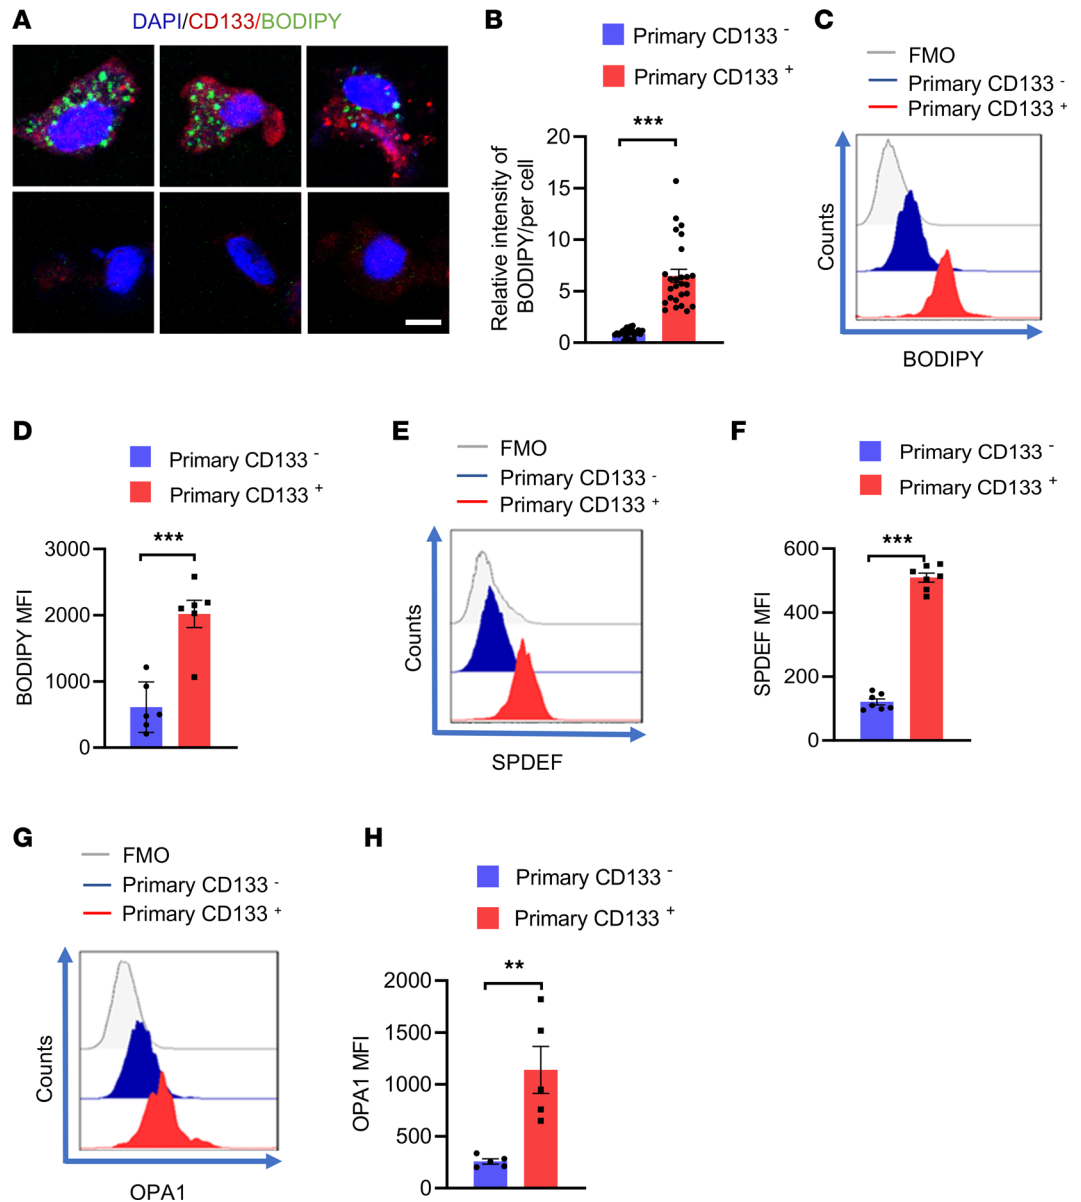 A
DAPI/CD133/BODIPY
B
Primary CD133 -
Primary CD133 +
Relative intensity of
BODIPY/per cell
20
15
10
5
0
***
C
FMO
Primary CD133 -
Primary CD133 +
Counts
BODIPY
D
Primary CD133 -
Primary CD133 +
BODIPY MFI
3000
2000
1000
0
***
E
FMO
Primary CD133 -
Primary CD133 +
Counts
SPDEF
F
Primary CD133 -
Primary CD133 +
SPDEF MFI
600
400
200
0
***
G
FMO
Primary CD133 -
Primary CD133 +
Counts
OPA1
H
Primary CD133 -
Primary CD133 +
OPA1 MFI
2000
1500
1000
500
0
**